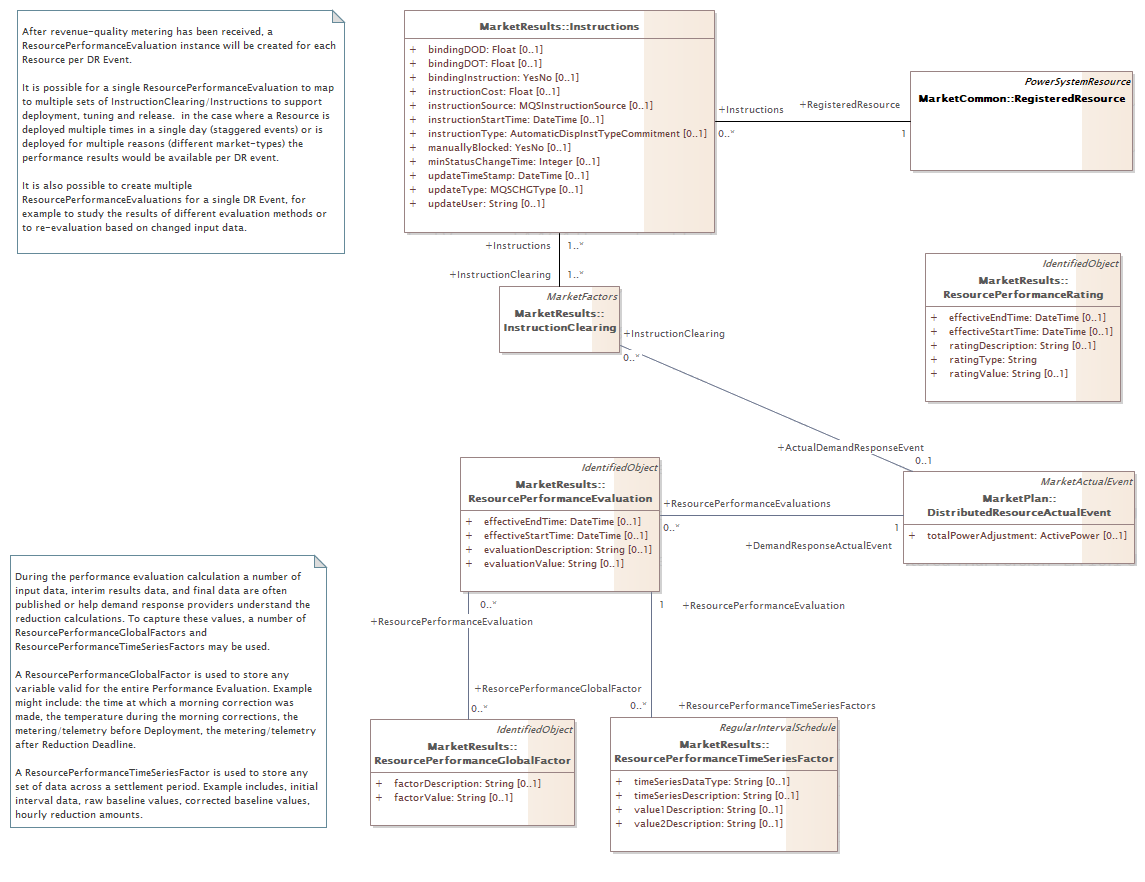 After revenue-quality metering has been received, a
ResourcePerformanceEvaluation instance will be created for each
Resource per DR Event.
It is possible for a single ResourcePerformanceEvaluation to map
to multiple sets of InstructionClearing/Instructions to support
deployment, tuning and release.  in the case where a Resource is
deployed multiple times in a single day (staggered events) or is
deployed for multiple reasons (different market-types) the
performance results would be available per DR event.
It is also possible to create multiple
ResourcePerformanceEvaluations for a single DR Event, for
example to study the results of different evaluation methods or
to re-evaluation based on changed input data.
MarketResults::Instructions
+ bindingDOD: Float [0..1]
+ bindingDOT: Float [0..1]
+ bindingInstruction: YesNo [0..1]
+ instructionCost: Float [0..1]
+ instructionSource: MQSInstructionSource [0..1]
+ instructionStartTime: DateTime [0..1]
+ instructionType: AutomaticDispInstTypeCommitment [0..1]
+ manuallyBlocked: YesNo [0..1]
+ minStatusChangeTime: Integer [0..1]
+ updateTimeStamp: DateTime [0..1]
+ updateType: MQSCHGType [0..1]
+ updateUser: String [0..1]
+Instructions
0..*
+RegisteredResource
1
PowerSystemResource
MarketCommon::RegisteredResource
+Instructions 1..*
+InstructionClearing 1..*
MarketFactors
MarketResults::
InstructionClearing
+InstructionClearing
0..*
IdentifiedObject
MarketResults::
ResourcePerformanceRating
+ effectiveEndTime: DateTime [0..1]
+ effectiveStartTime: DateTime [0..1]
+ ratingDescription: String [0..1]
+ ratingType: String
+ ratingValue: String [0..1]
+ActualDemandResponseEvent
0..1
IdentifiedObject
MarketResults::
ResourcePerformanceEvaluation
+ effectiveEndTime: DateTime [0..1]
+ effectiveStartTime: DateTime [0..1]
+ evaluationDescription: String [0..1]
+ evaluationValue: String [0..1]
+ResourcePerformanceEvaluations
0..*
1
+DemandResponseActualEvent
MarketActualEvent
MarketPlan::
DistributedResourceActualEvent
+ totalPowerAdjustment: ActivePower [0..1]
During the performance evaluation calculation a number of
input data, interim results data, and final data are often
published or help demand response providers understand the
reduction calculations. To capture these values, a number of
ResourcePerformanceGlobalFactors and
ResourcePerformanceTimeSeriesFactors may be used.
A ResourcePerformanceGlobalFactor is used to store any
variable valid for the entire Performance Evaluation. Example
might include: the time at which a morning correction was
made, the temperature during the morning corrections, the
metering/telemetry before Deployment, the metering/telemetry
after Reduction Deadline.
A ResourcePerformanceTimeSeriesFactor is used to store any
set of data across a settlement period. Example includes, initial
interval data, raw baseline values, corrected baseline values,
hourly reduction amounts.
0..*
+ResourcePerformanceEvaluation
1 +ResourcePerformanceEvaluation
+ResorcePerformanceGlobalFactor
0..*
0..* +ResourcePerformanceTimeSeriesFactors
IdentifiedObject
MarketResults::
ResourcePerformanceGlobalFactor
+ factorDescription: String [0..1]
+ factorValue: String [0..1]
RegularIntervalSchedule
MarketResults::
ResourcePerformanceTimeSeriesFactor
+ timeSeriesDataType: String [0..1]
+ timeSeriesDescription: String [0..1]
+ value1Description: String [0..1]
+ value2Description: String [0..1]